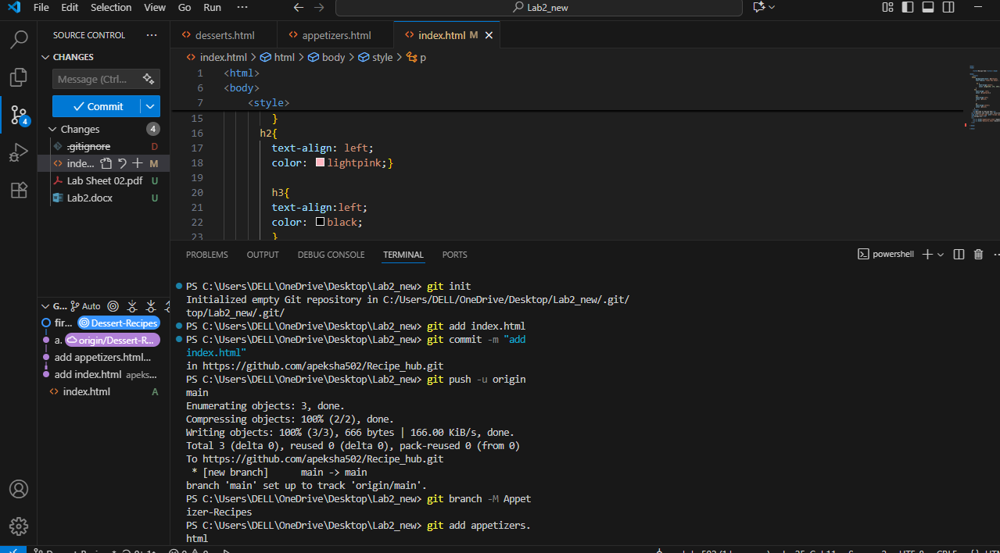 File Edit Selection View Go Run ··· Lab2_new
SOURCE CONTROL ···
CHANGES
Message (Ctrl...
Commit
Changes 4
.gitignore D
inde... M
Lab Sheet 02.pdf U
Lab2.docx U
4
G... Auto
fir... Dessert-Recipes
a. origin/Dessert-R...
add appetizers.html...
add index.html apeks...
index.html A
desserts.html appetizers.html index.html M
index.html > html > body > style > p
1 <html>
6 <body>
7 <style>
15 }
16 h2{
17 text-align: left;
18 color: lightpink;}
19
20 h3{
21 text-align:left;
22 color: black;
23 }
PROBLEMS OUTPUT DEBUG CONSOLE TERMINAL PORTS powershell
PS C:\Users\DELL\OneDrive\Desktop\Lab2_new> git init
Initialized empty Git repository in C:/Users/DELL/OneDrive/Desktop/Lab2_new/.git/
top/Lab2_new/.git/
PS C:\Users\DELL\OneDrive\Desktop\Lab2_new> git add index.html
PS C:\Users\DELL\OneDrive\Desktop\Lab2_new> git commit -m "add
index.html"
in https://github.com/apeksha502/Recipe_hub.git
PS C:\Users\DELL\OneDrive\Desktop\Lab2_new> git push -u origin
main
Enumerating objects: 3, done.
Compressing objects: 100% (2/2), done.
Writing objects: 100% (3/3), 666 bytes | 166.00 KiB/s, done.
Total 3 (delta 0), reused 0 (delta 0), pack-reused 0 (from 0)
To https://github.com/apeksha502/Recipe_hub.git
* [new branch] main -> main
branch 'main' set up to track 'origin/main'.
PS C:\Users\DELL\OneDrive\Desktop\Lab2_new> git branch -M Appet
izer-Recipes
PS C:\Users\DELL\OneDrive\Desktop\Lab2_new> git add appetizers.
html